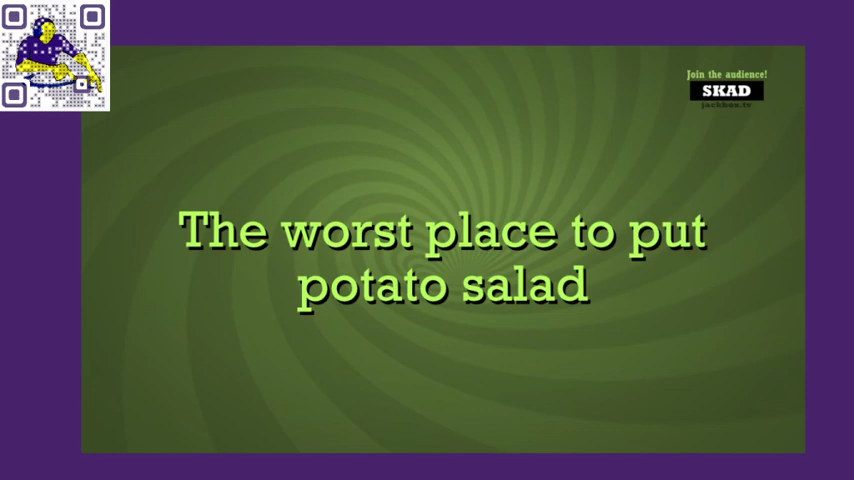 Join the audience!
SKAD
jackbox.tv
The worst place to put
potato salad